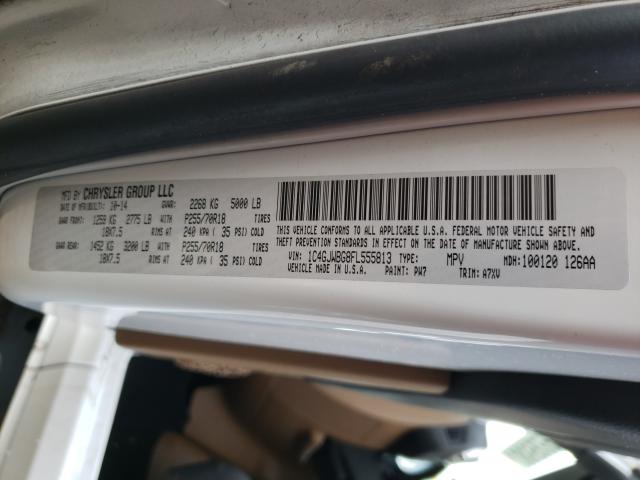 MFD BY CHRYSLER GROUP LLC
DATE OF MFR(BUILT): 10-14 GVWR: 2268 KG 5000 LB
GAWR FRONT: 1259 KG 2775 LB WITH P255/70R18 TIRES
18X7.5 RIMS AT 240 KPA ( 35 PSI) COLD
GAWR REAR: 1452 KG 3200 LB WITH P255/70R18 TIRES
18X7.5 RIMS AT 240 KPA ( 35 PSI) COLD
THIS VEHICLE CONFORMS TO ALL APPLICABLE U.S.A. FEDERAL MOTOR VEHICLE SAFETY AND
THEFT PREVENTION STANDARDS IN EFFECT ON THE DATE OF MANUFACTURE SHOWN ABOVE.
VIN: 1C4GJWBG8FL555813 TYPE: MPV MDH: 100120 126AA
VEHICLE MADE IN U.S.A. PAINT: PW7 TRIM: A7XV